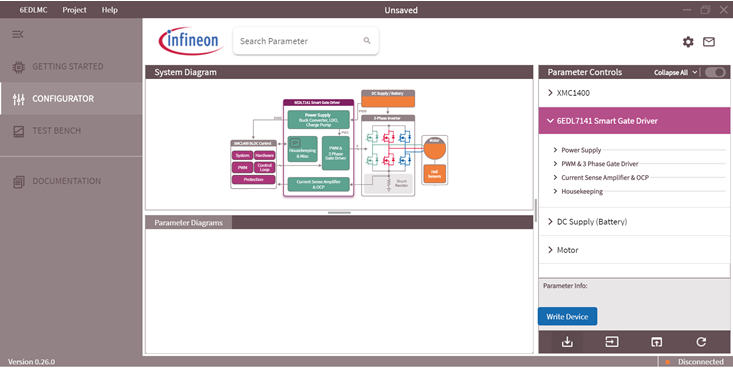 6EDLMC Project Help Unsaved
infineon
Search Parameter
GETTING STARTED
CONFIGURATOR
TEST BENCH
DOCUMENTATION
System Diagram
DC Supply / Battery
6EDL7141 Smart Gate Driver
Power Supply
Buck Converter, LDO,
Charge Pump
3-Phase Inverter
XMC1400 BLDC Control
System Hardware
PWM Control
Loop
Protection
Housekeeping
& Misc
PWM &
3 Phase
Gate Driver
Current Sense Amplifier
& OCP
Shunt
Resistor
Motor
Hall
Sensors
Parameter Diagrams
Parameter Controls Collapse All
XMC1400
6EDL7141 Smart Gate Driver
Power Supply
PWM & 3 Phase Gate Driver
Current Sense Amplifier & OCP
Housekeeping
DC Supply (Battery)
Motor
Parameter Info:
Write Device
Version 0.26.0 Disconnected